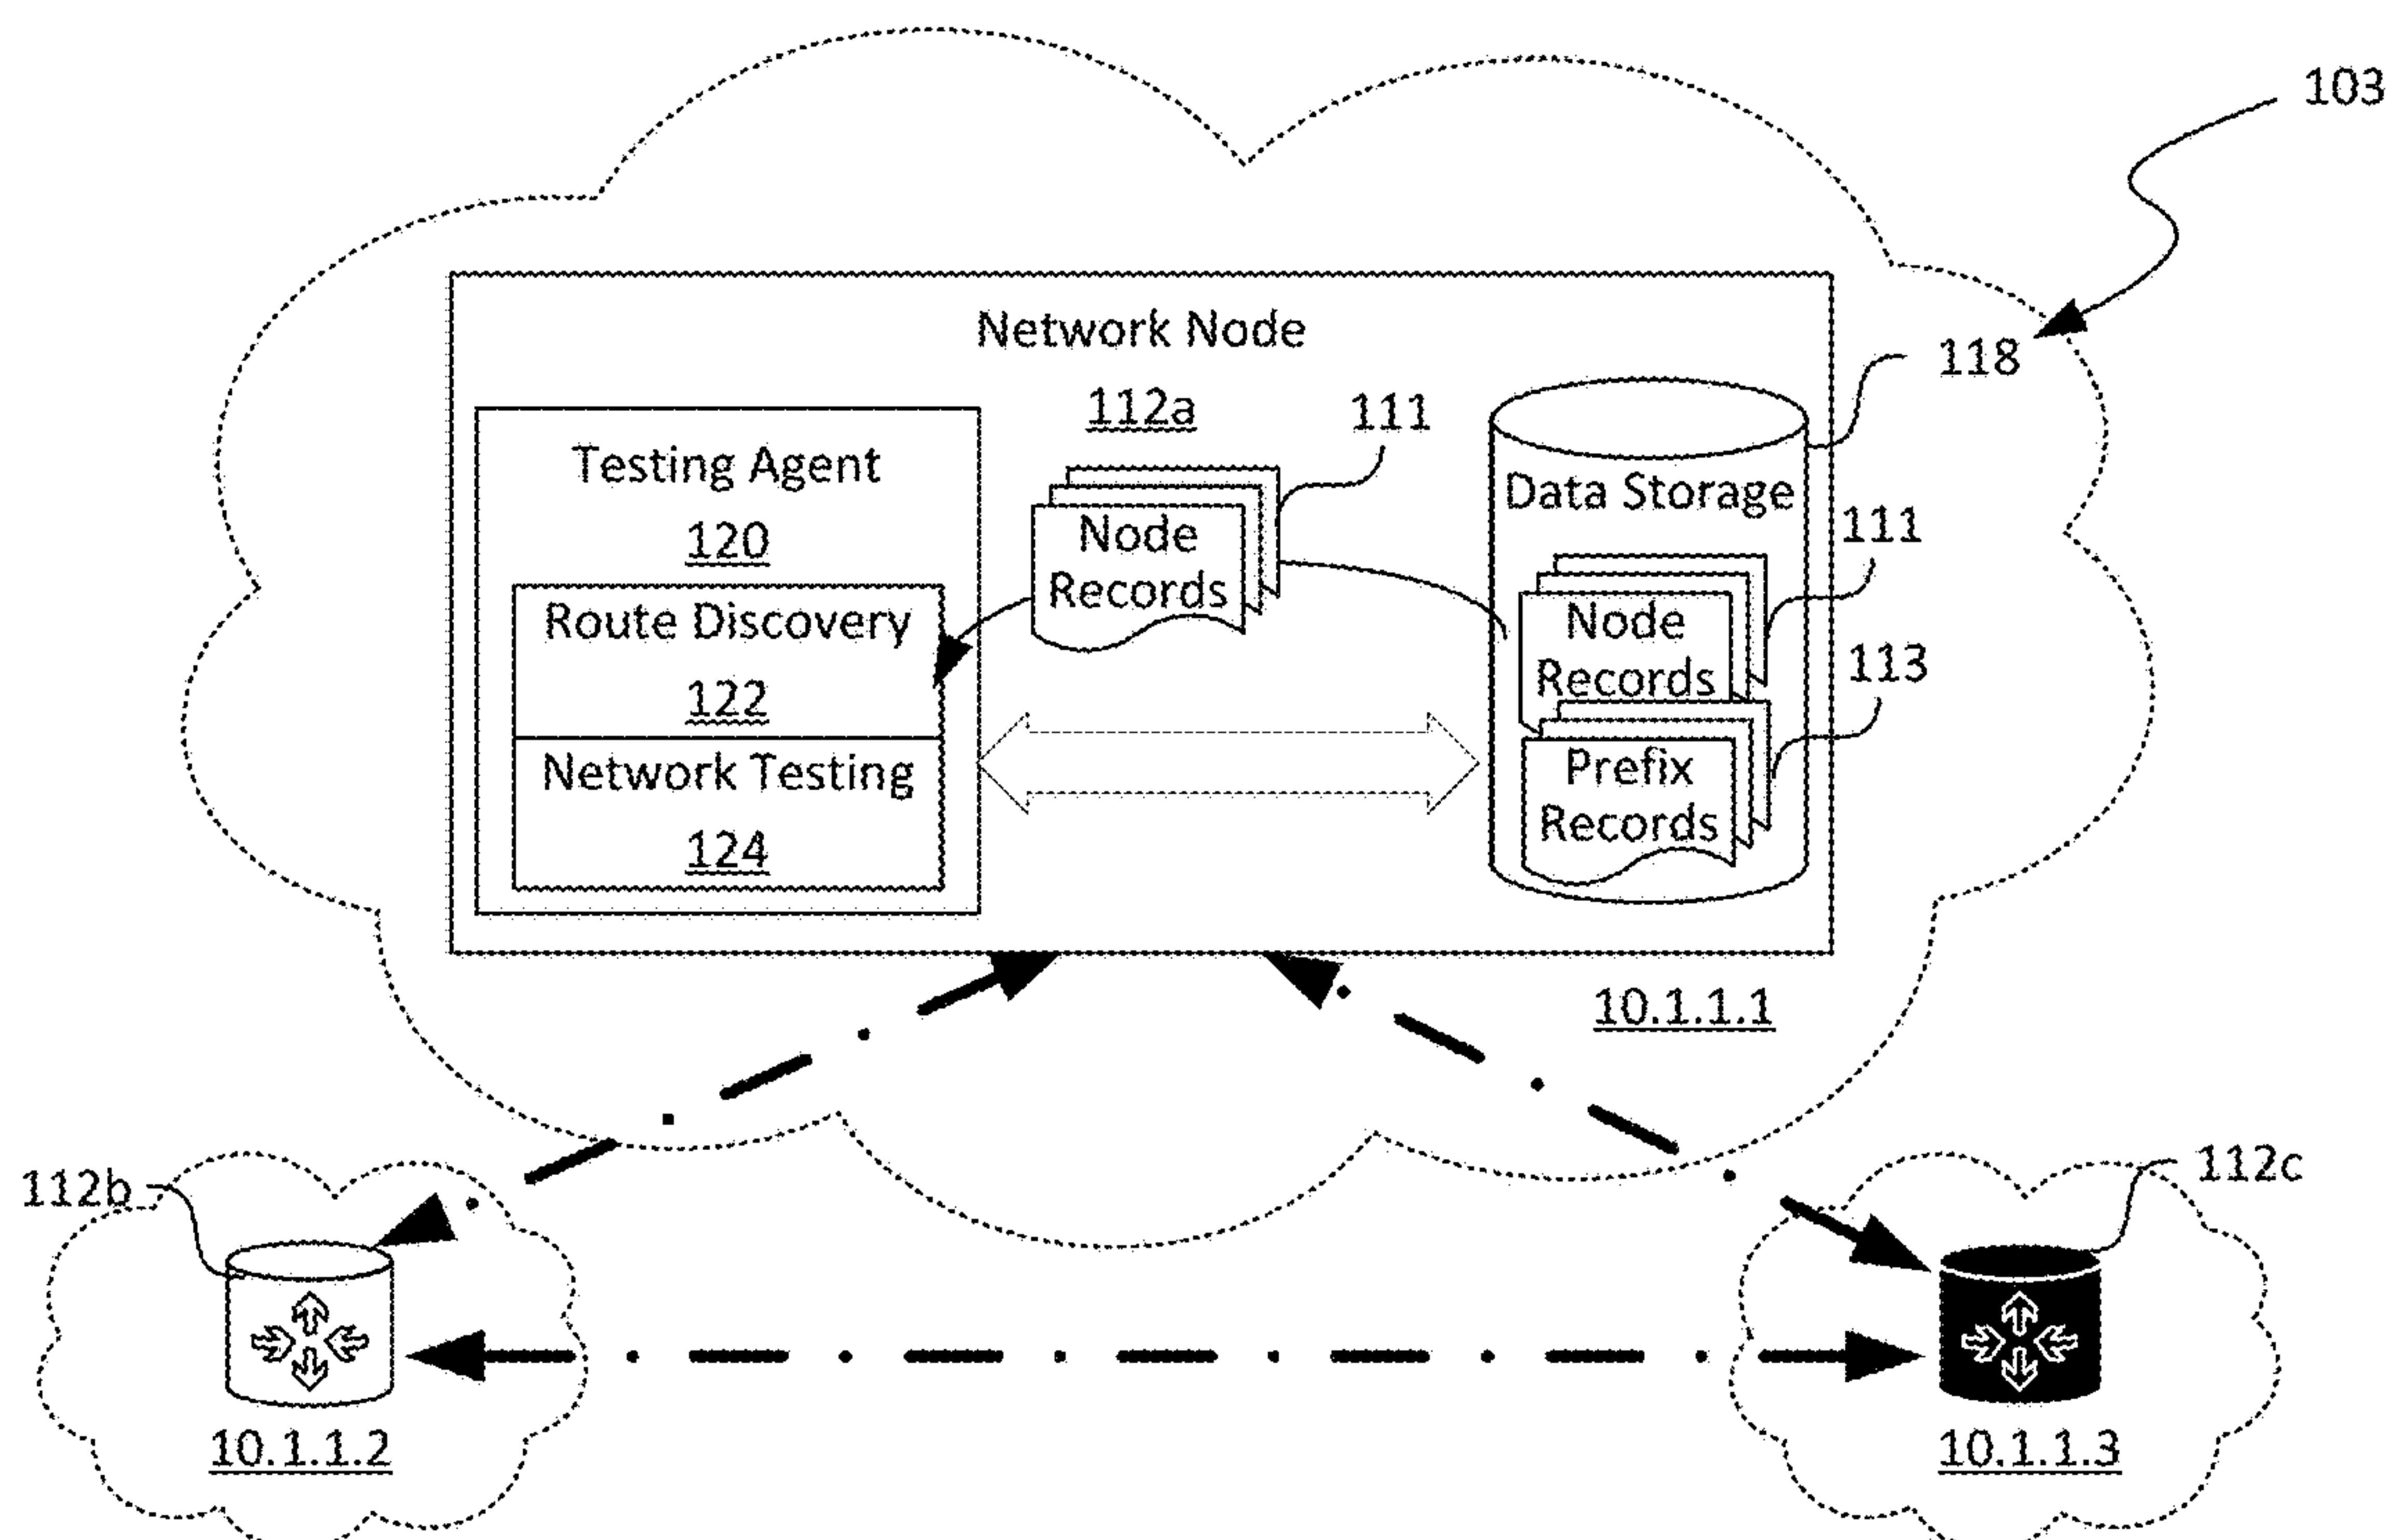 103
Network Node
112a
118
111
Testing Agent
120
Data Storage
111
Node
Records
Route Discovery
122
Node
Records
113
Network Testing
124
Prefix
Records
10.1.1.1
112b
112c
10.1.1.2
10.1.1.3